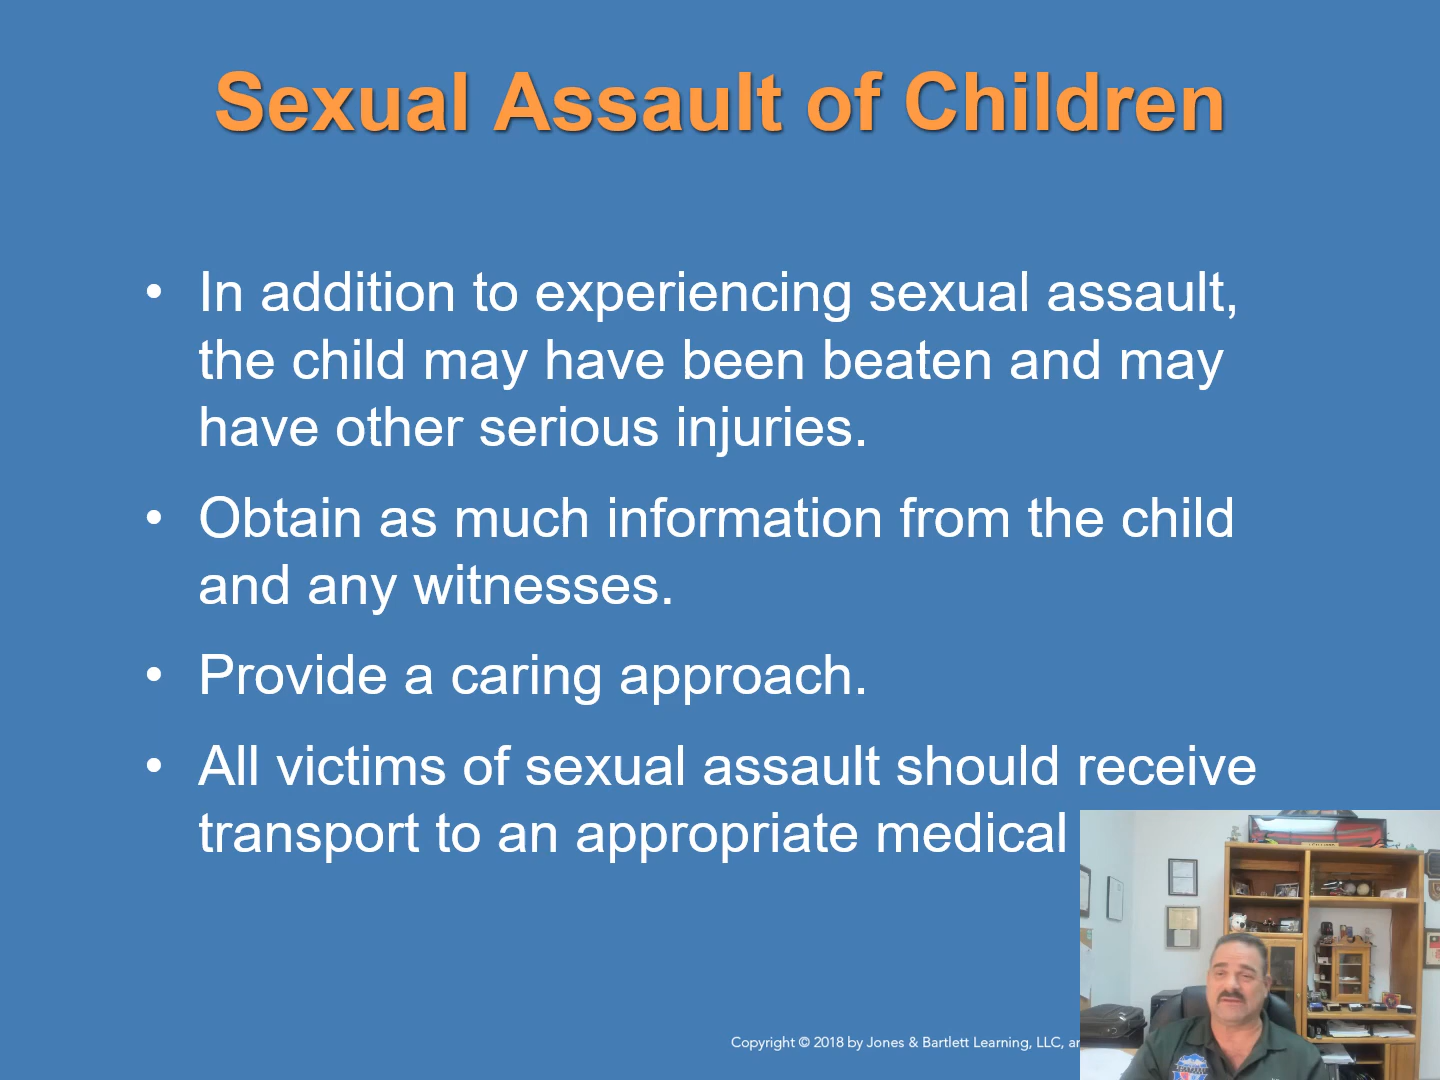 Sexual Assault of Children
• In addition to experiencing sexual assault,
the child may have been beaten and may
have other serious injuries.
• Obtain as much information from the child
and any witnesses.
• Provide a caring approach.
• All victims of sexual assault should receive
transport to an appropriate medical
Copyright © 2018 by Jones & Bartlett Learning, LLC,